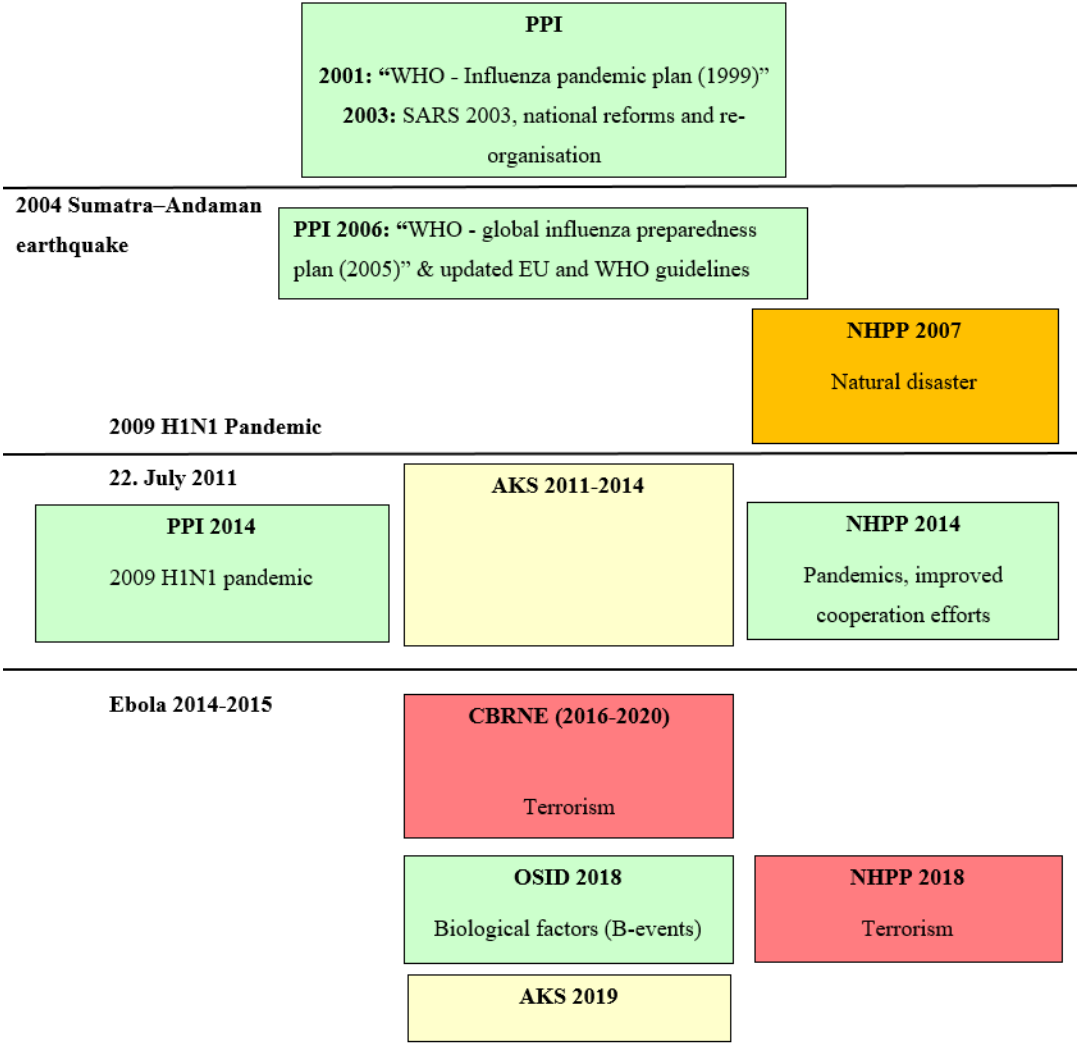 PPI
2001: “WHO - Influenza pandemic plan (1999)”
2003: SARS 2003, national reforms and re-
organisation
2004 Sumatra–Andaman
earthquake
PPI 2006: “WHO - global influenza preparedness
plan (2005)” & updated EU and WHO guidelines
NHPP 2007
Natural disaster
2009 H1N1 Pandemic
22. July 2011
AKS 2011-2014
PPI 2014
2009 H1N1 pandemic
NHPP 2014
Pandemics, improved
cooperation efforts
Ebola 2014-2015
CBRNE (2016-2020)
Terrorism
OSID 2018
Biological factors (B-events)
NHPP 2018
Terrorism
AKS 2019